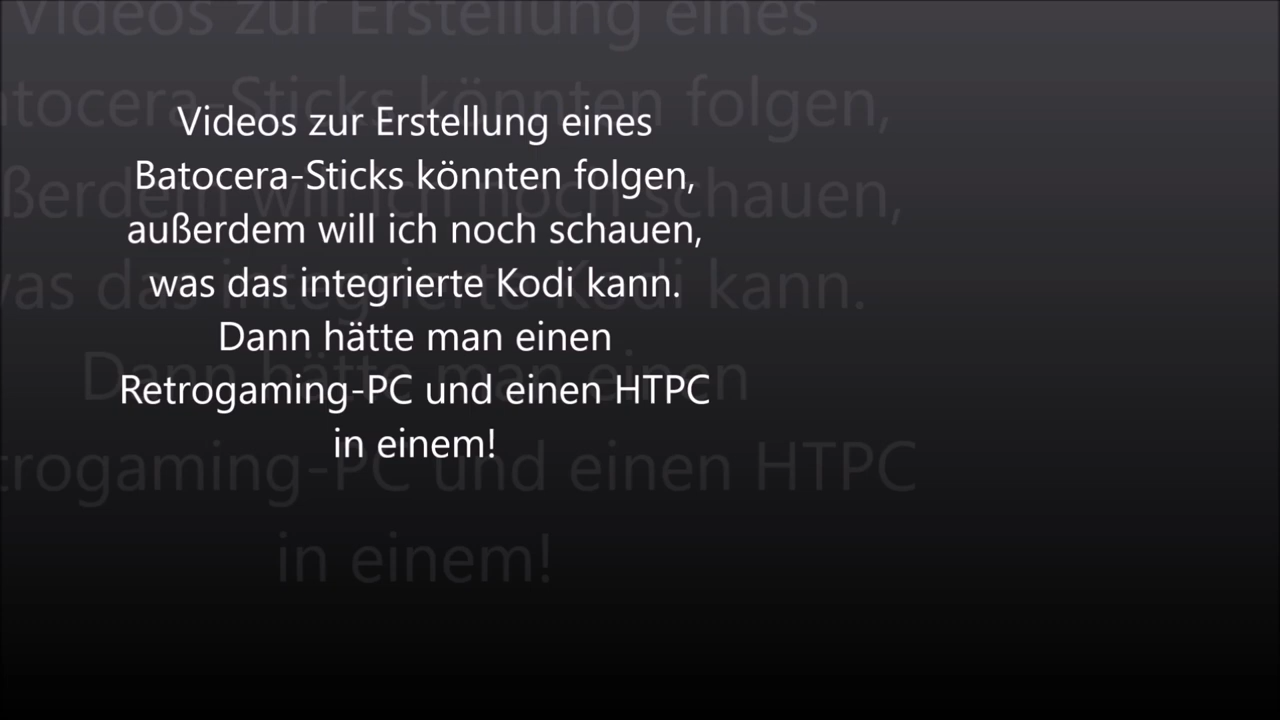 Videos zur Erstellung eines
Batocera-Sticks könnten folgen,
außerdem will ich noch schauen,
was das integrierte Kodi kann.
Dann hätte man einen
Retrogaming-PC und einen HTPC
in einem!